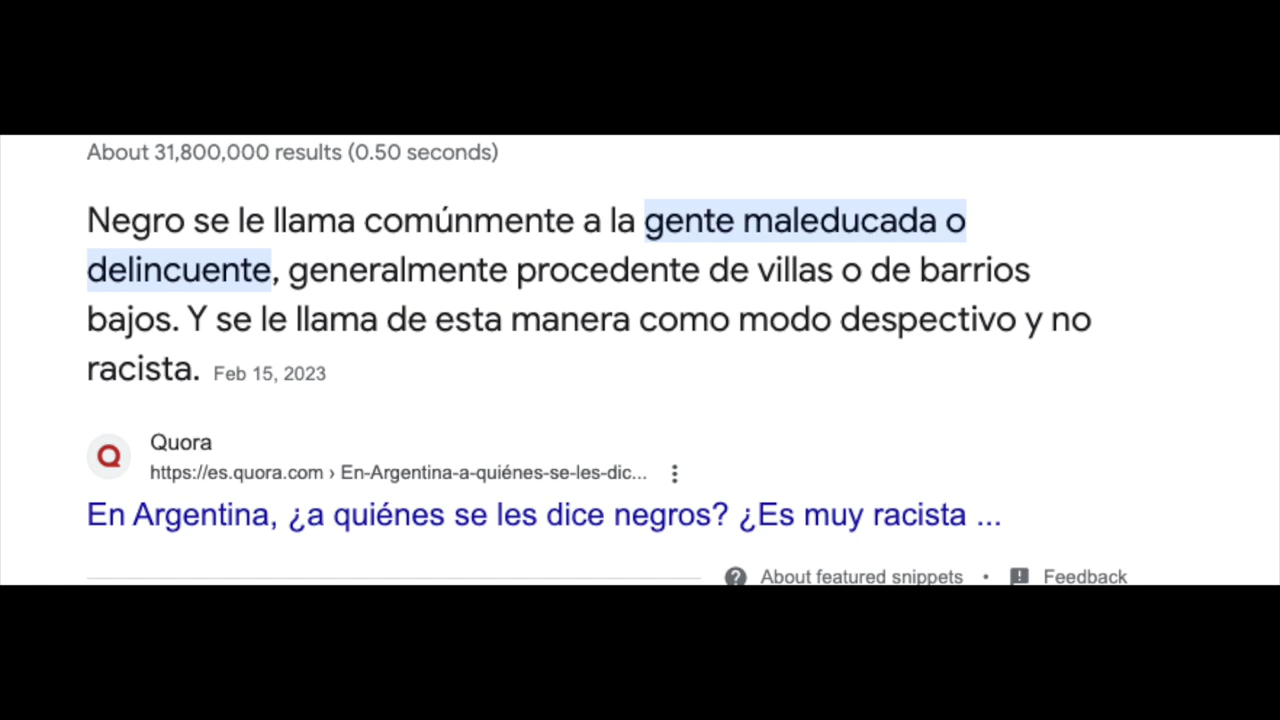 About 31,800,000 results (0.50 seconds)
Negro se le llama comúnmente a la gente maleducada o
delincuente, generalmente procedente de villas o de barrios
bajos. Y se le llama de esta manera como modo despectivo y no
racista. Feb 15, 2023
Quora
https://es.quora.com › En-Argentina-a-quiénes-se-les-dic...
En Argentina, ¿a quiénes se les dice negros? ¿Es muy racista ...
About featured snippets • Feedback